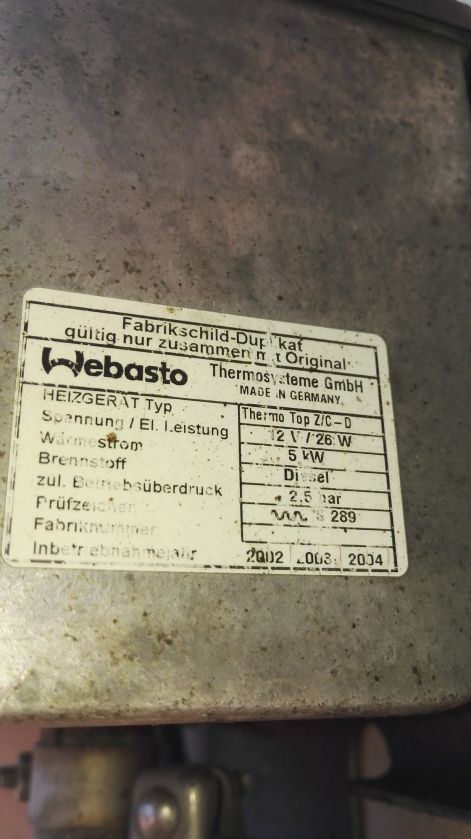 Fabrikschild-Duplikat
gültig nur zusammen mit Original
Webasto Thermosysteme GmbH
MADE IN GERMANY
HEIZGERÄT Typ Thermo Top Z/C-D
Spannung / El. Leistung 12 V / 26 W
Wärmestrom 5 kW
Brennstoff Diesel
zul. Betriebsüberdruck 2,5 bar
Prüfzeichen S 289
Fabriknummer
Inbetriebnahmejahr 2002 2003 2004